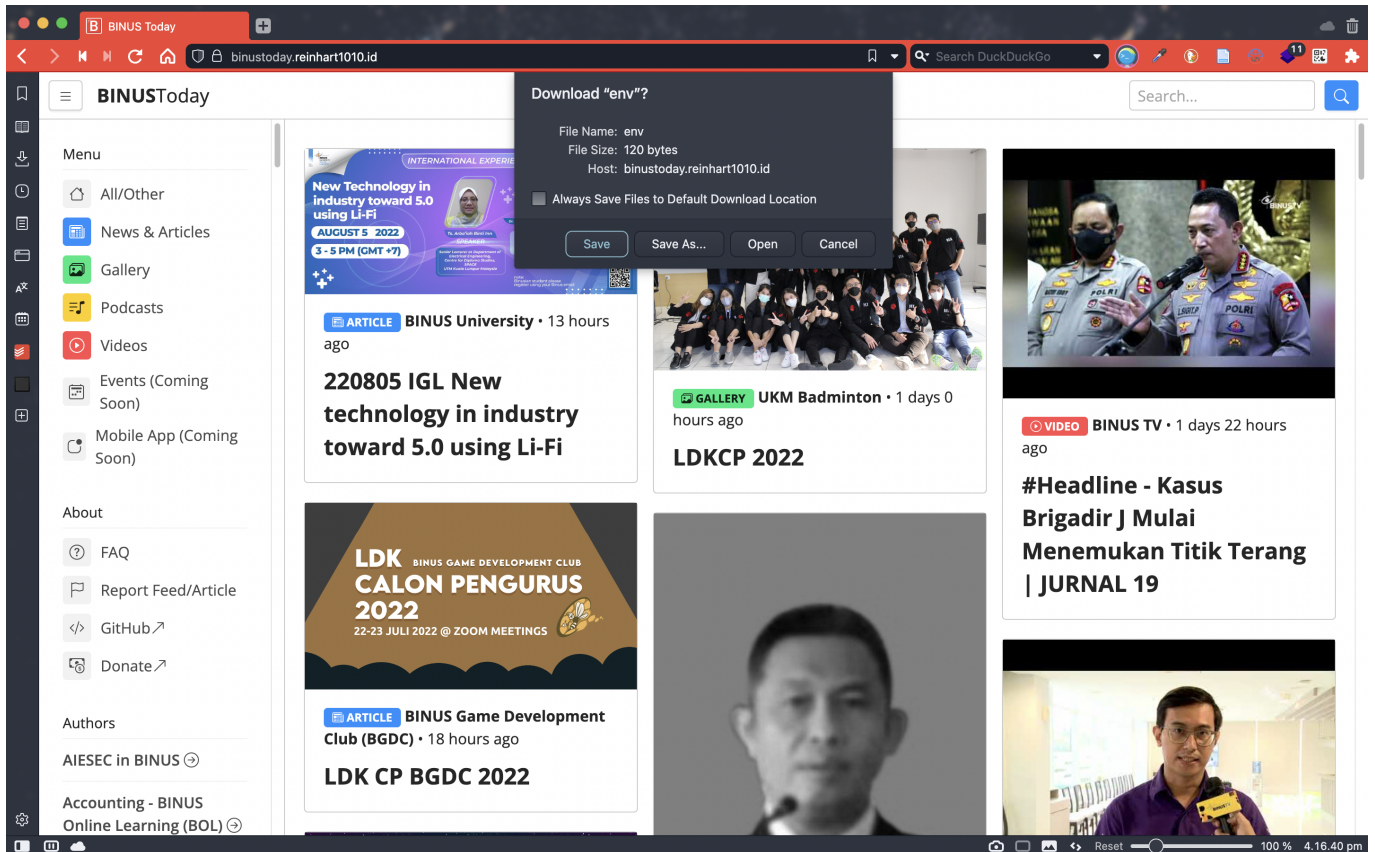 BINUS Today
binustoday.reinhart1010.id
Search DuckDuckGo
11
BINUSToday
Search...
Download “env”?
File Name: env
File Size: 120 bytes
Host: binustoday.reinhart1010.id
Always Save Files to Default Download Location
Save
Save As...
Open
Cancel
Menu
All/Other
News & Articles
Gallery
Podcasts
Videos
Events (Coming
Soon)
Mobile App (Coming
Soon)
About
FAQ
Report Feed/Article
GitHub
Donate
Authors
AIESEC in BINUS
Accounting - BINUS
Online Learning (BOL)
INTERNATIONAL EXPERIE
New Technology in
industry toward 5.0
using Li-Fi
AUGUST 5 2022
3 - 5 PM (GMT +7)
SPEAKER
ARTICLE BINUS University • 13 hours
ago
220805 IGL New
technology in industry
toward 5.0 using Li-Fi
LDK BINUS GAME DEVELOPMENT CLUB
CALON PENGURUS
2022
22-23 JULI 2022 @ ZOOM MEETINGS
ARTICLE BINUS Game Development
Club (BGDC) • 18 hours ago
LDK CP BGDC 2022
GALLERY UKM Badminton • 1 days 0
hours ago
LDKCP 2022
BINUSTV
POLRI
POLRI
VIDEO BINUS TV • 1 days 22 hours
ago
#Headline - Kasus
Brigadir J Mulai
Menemukan Titik Terang
| JURNAL 19
BINUSTV
Reset
100 %
4.16.40 pm